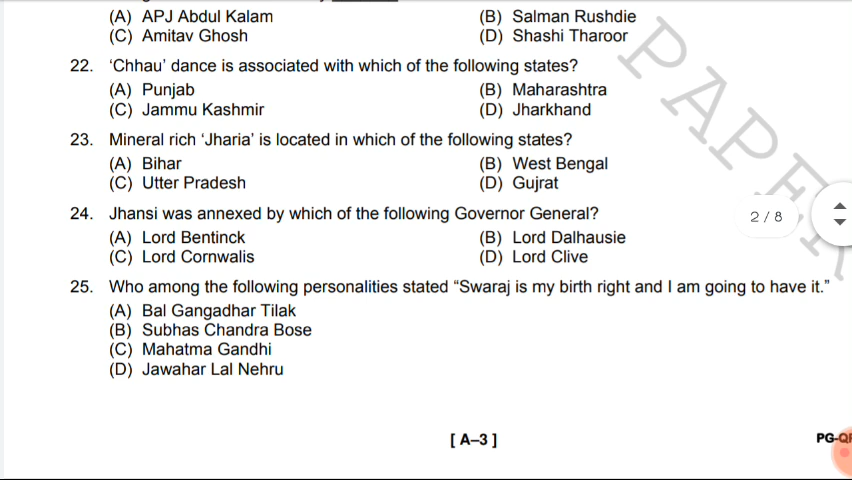 (A) APJ Abdul Kalam (B) Salman Rushdie
(C) Amitav Ghosh (D) Shashi Tharoor
22. ‘Chhau’ dance is associated with which of the following states?
(A) Punjab (B) Maharashtra
(C) Jammu Kashmir (D) Jharkhand
23. Mineral rich ‘Jharia’ is located in which of the following states?
(A) Bihar (B) West Bengal
(C) Utter Pradesh (D) Gujrat
24. Jhansi was annexed by which of the following Governor General?
(A) Lord Bentinck (B) Lord Dalhausie
(C) Lord Cornwalis (D) Lord Clive
25. Who among the following personalities stated “Swaraj is my birth right and I am going to have it.”
(A) Bal Gangadhar Tilak
(B) Subhas Chandra Bose
(C) Mahatma Gandhi
(D) Jawahar Lal Nehru
[ A–3 ]
PAPER
2 / 8